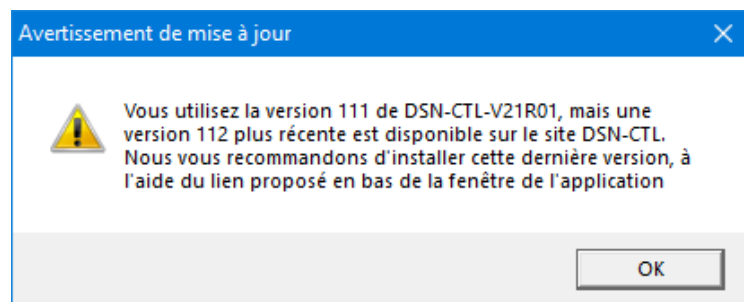 Avertissement de mise à jour
Vous utilisez la version 111 de DSN-CTL-V21R01, mais une
version 112 plus récente est disponible sur le site DSN-CTL.
Nous vous recommandons d'installer cette dernière version, à
l'aide du lien proposé en bas de la fenêtre de l'application
OK